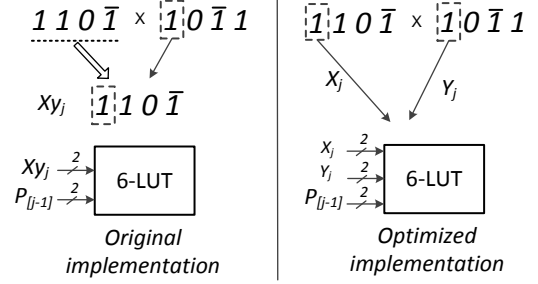 1 1 0 1̅ x 1 0 1̅ 1
Xyj 1 1 0 1̅
Xyj 2
P[j-1] 2
6-LUT
Original
implementation
1 1 0 1̅ x 1 0 1̅ 1
Xj Yj
Xj 2
Yj 2
P[j-1] 2
6-LUT
Optimized
implementation